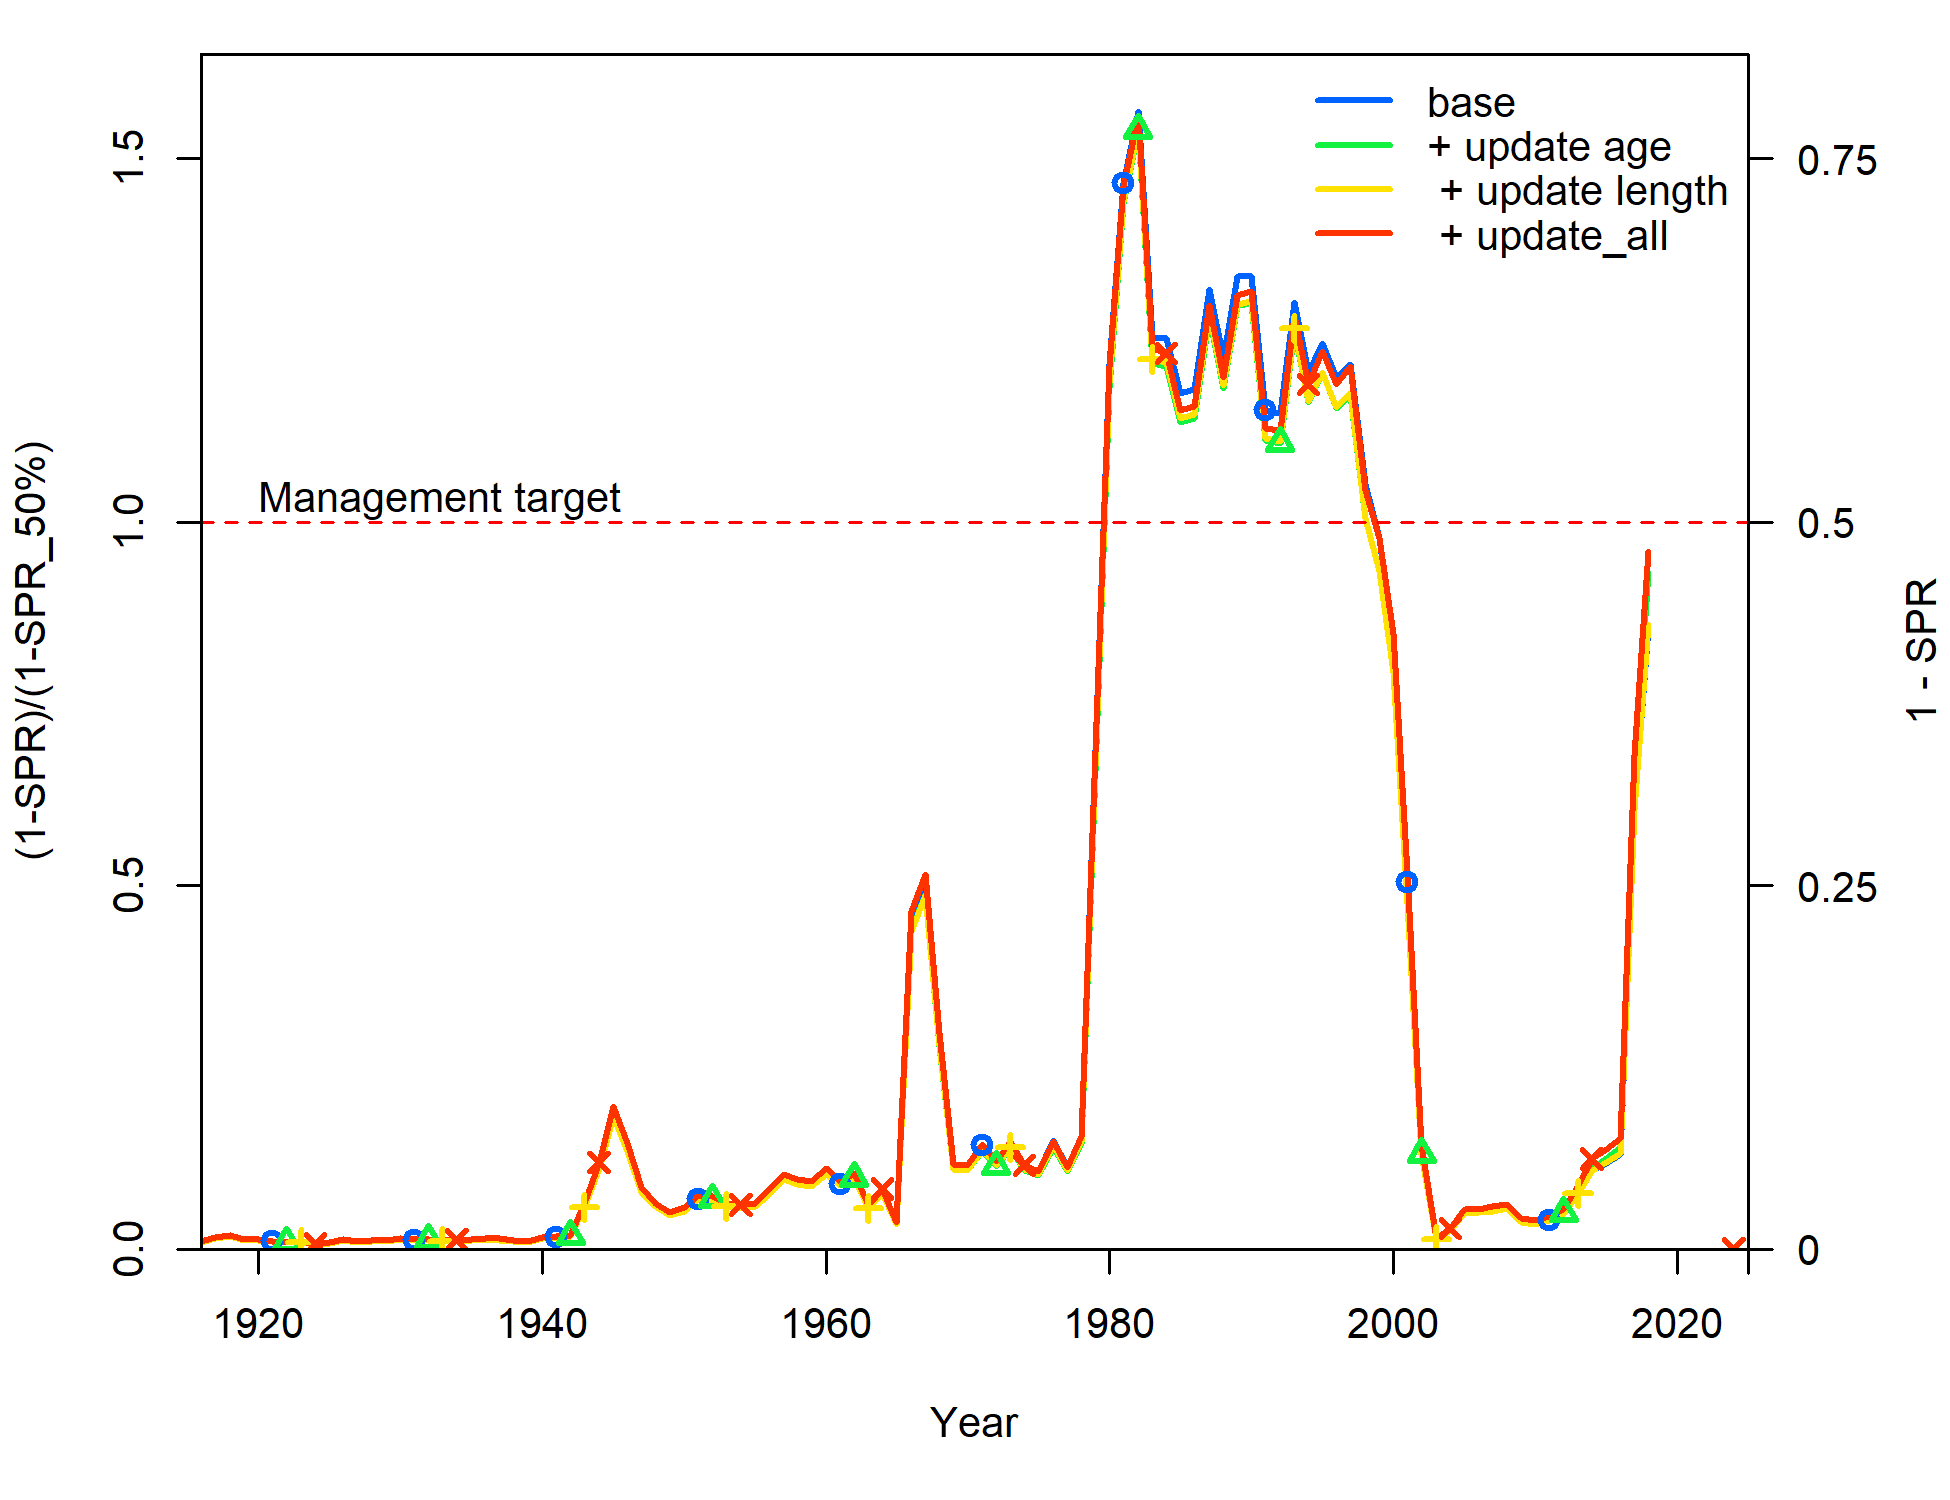 base
+ update age
+ update length
+ update_all
Management target
(1-SPR)/(1-SPR_50%)
0.0
0.5
1.0
1.5
1 - SPR
0.75
0.5
0.25
0
1920
1940
1960
1980
2000
2020
Year